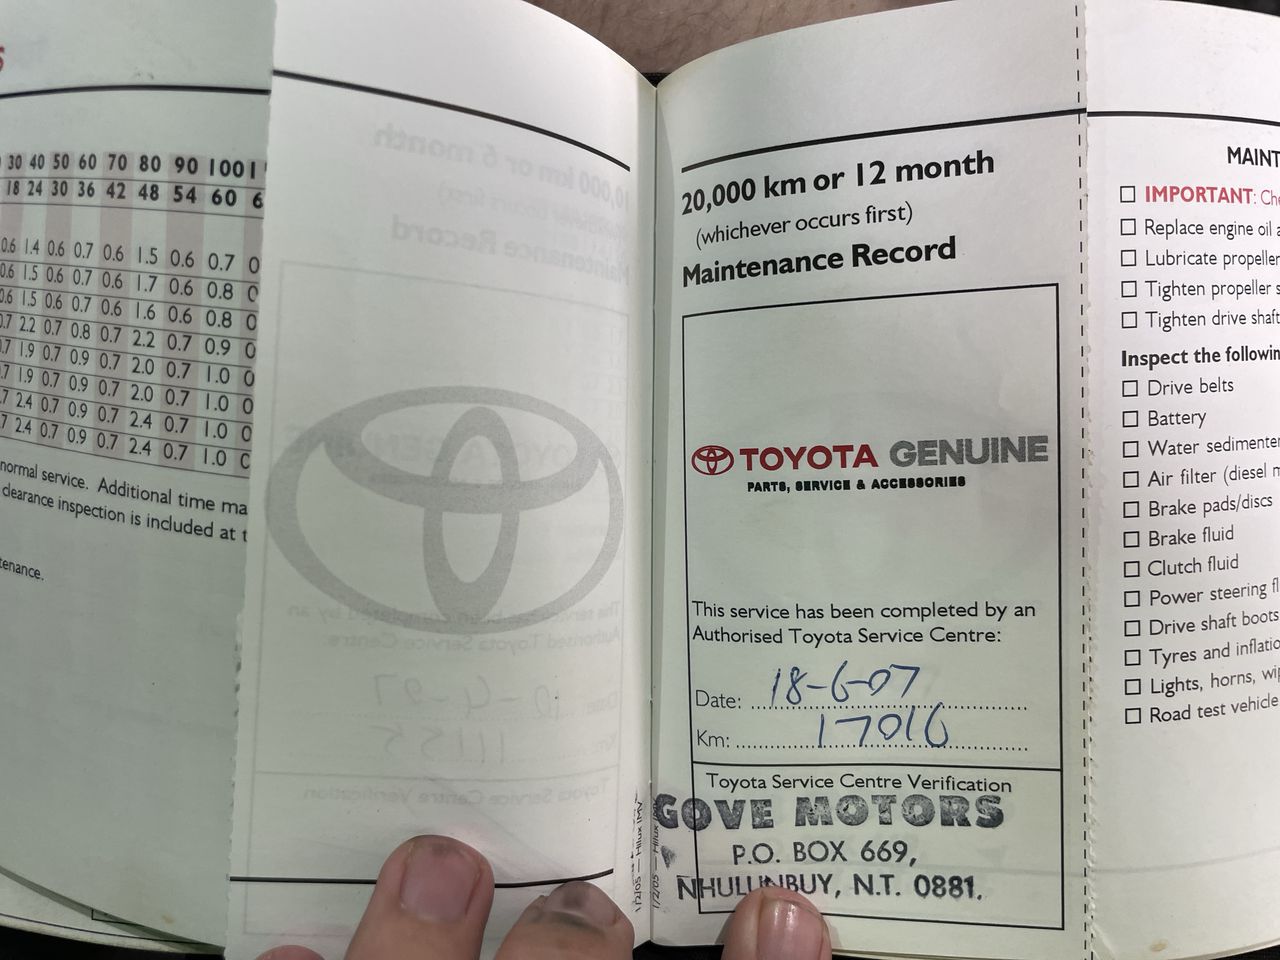 30 40 50 60 70 80 90 100
18 24 30 36 42 48 54 60 6
0.6 1.4 0.6 0.7 0.6 1.5 0.6 0.7 0
0.6 1.5 0.6 0.7 0.6 1.7 0.6 0.8 0
0.6 1.5 0.6 0.7 0.6 1.6 0.6 0.8 0
0.7 2.2 0.7 0.8 0.7 2.2 0.7 0.9 0
.7 1.9 0.7 0.9 0.7 2.0 0.7 1.0 0
.7 1.9 0.7 0.9 0.7 2.0 0.7 1.0 0
.7 2.4 0.7 0.9 0.7 2.4 0.7 1.0 0
.7 2.4 0.7 0.9 0.7 2.4 0.7 1.0
normal service. Additional time ma
clearance inspection is included at t
tenance.
20,000 km or 12 month
(whichever occurs first)
Maintenance Record
TOYOTA GENUINE
PARTS, SERVICE & ACCESSORIES
This service has been completed by an
Authorised Toyota Service Centre:
Date: 18-6-07
Km: 17016
Toyota Service Centre Verification
GOVE MOTORS
P.O. BOX 669,
NHULUNBUY, N.T. 0881.
1/2/05 — Hilux IMV
MAINT
IMPORTANT: Che
Replace engine oil a
Lubricate propeller
Tighten propeller s
Tighten drive shaft
Inspect the followin
Drive belts
Battery
Water sedimenter
Air filter (diesel m
Brake pads/discs
Brake fluid
Clutch fluid
Power steering fl
Drive shaft boots
Tyres and inflatio
Lights, horns, wip
Road test vehicle